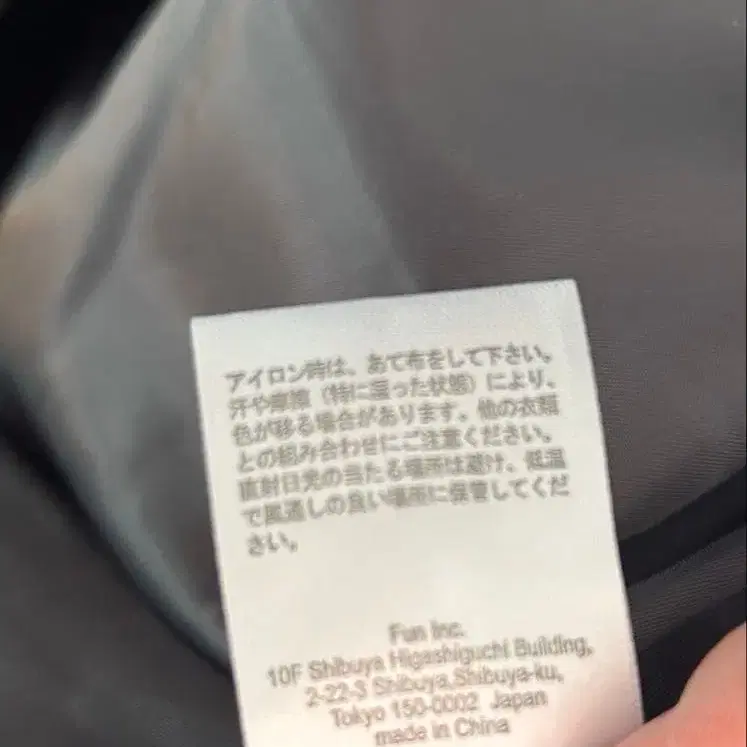 アイロン時は、あて布をして下さい。
汗や摩擦（特に湿った状態）により、
色が移る場合があります。他の衣類
との組み合わせにご注意ください。
直射日光の当たる場所は避け、低温
で風通しの良い場所に保管してくだ
さい。
Fun Inc.
10F Shibuya Higashiguchi Building,
2-22-3 Shibuya,Shibuya-ku,
Tokyo 150-0002 Japan
made in China